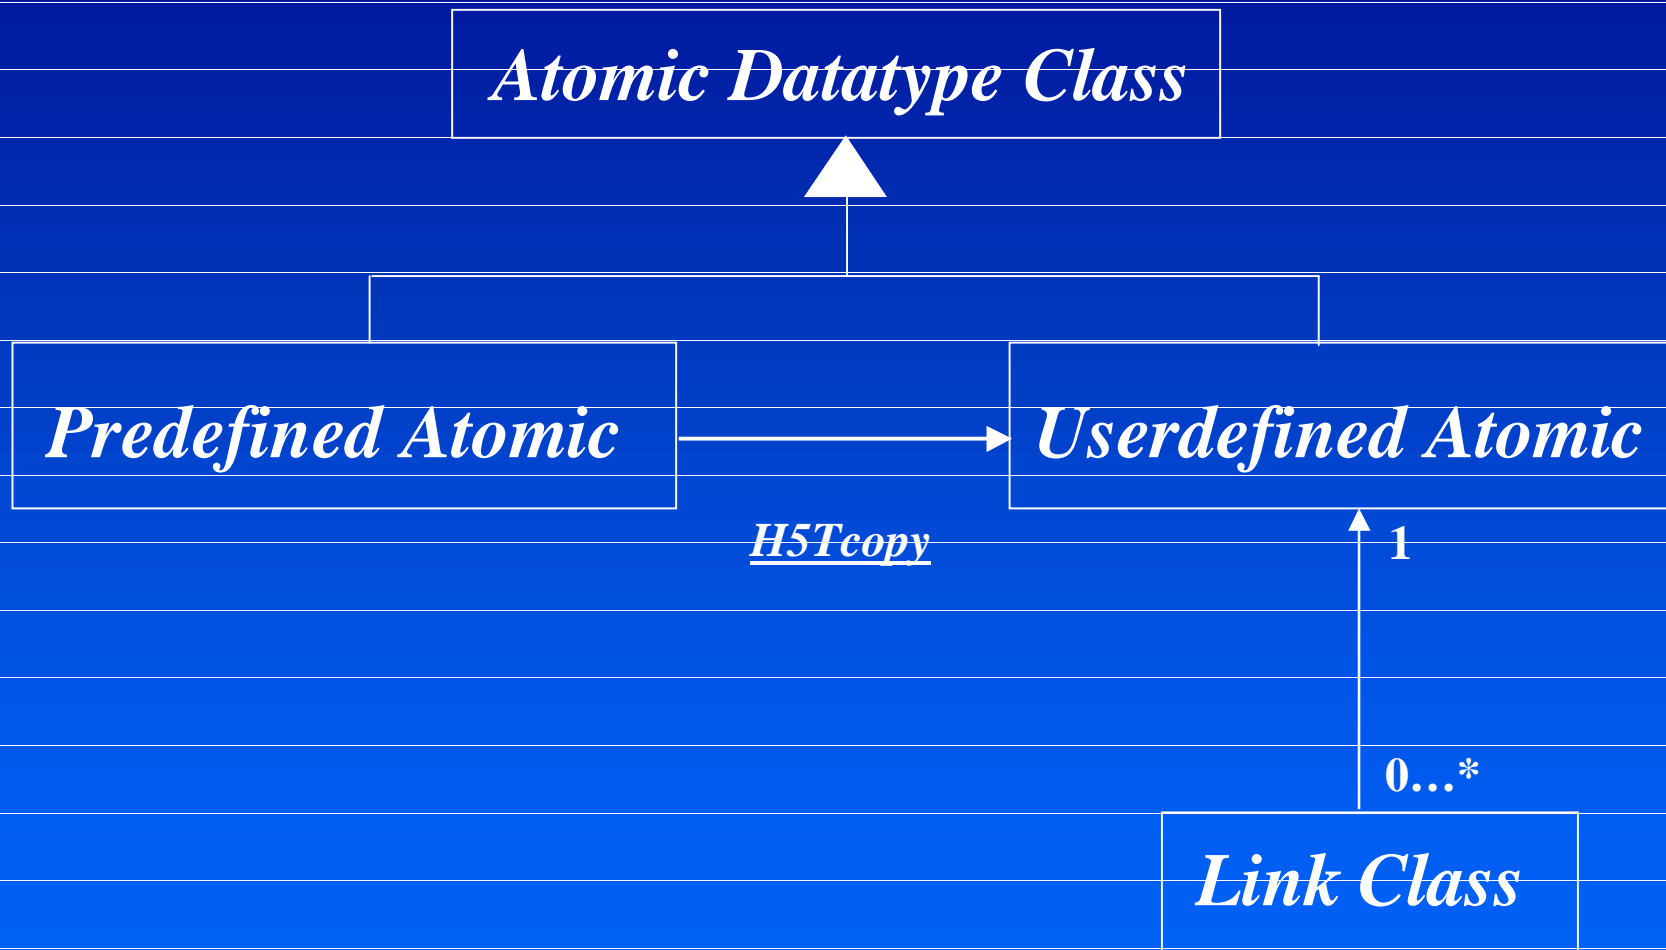 Atomic Datatype Class
Predefined Atomic
Userdefined Atomic
H5Tcopy
1
0…*
Link Class